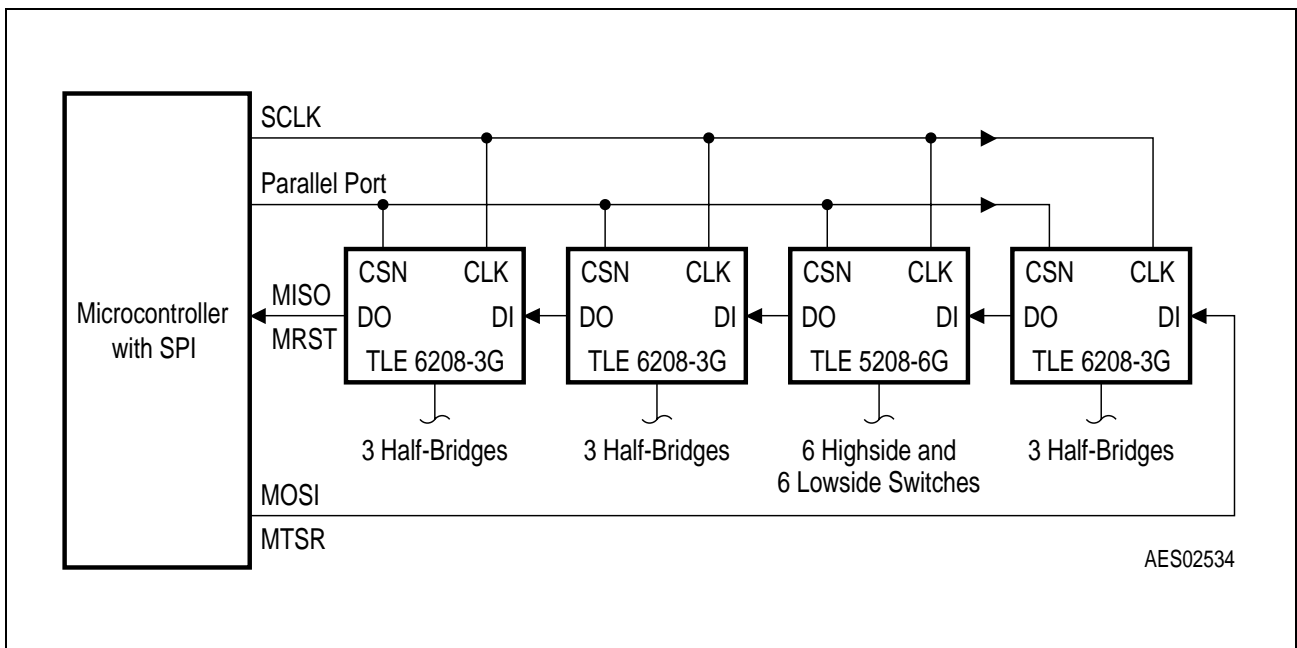 SCLK
Parallel Port
Microcontroller
with SPI
MISO
MRST
CSN CLK
DO DI
TLE 6208-3G
3 Half-Bridges
CSN CLK
DO DI
TLE 6208-3G
3 Half-Bridges
CSN CLK
DO DI
TLE 5208-6G
6 Highside and
6 Lowside Switches
CSN CLK
DO DI
TLE 6208-3G
3 Half-Bridges
MOSI
MTSR
AES02534